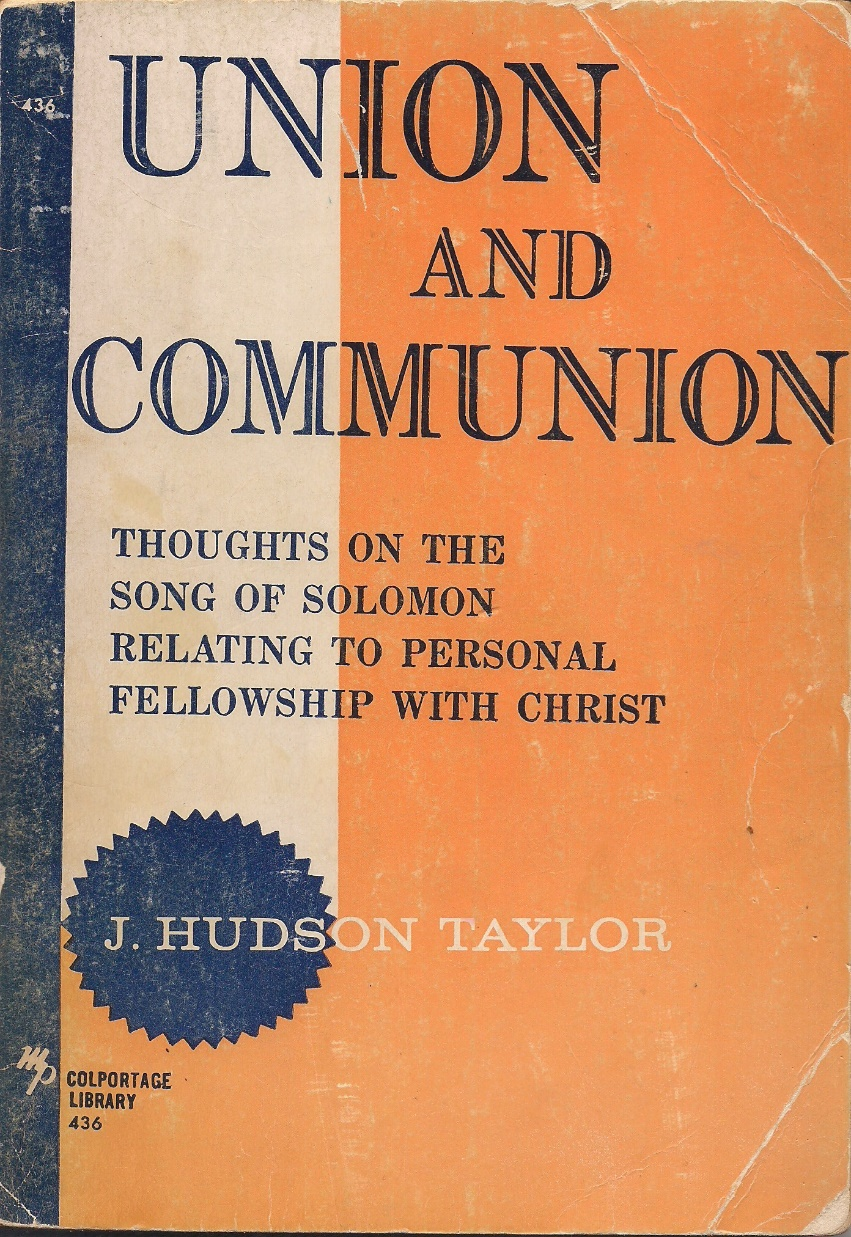 436
UNION
AND
COMMUNION
THOUGHTS ON THE
SONG OF SOLOMON
RELATING TO PERSONAL
FELLOWSHIP WITH CHRIST
J. HUDSON TAYLOR
MP
COLPORTAGE
LIBRARY
436